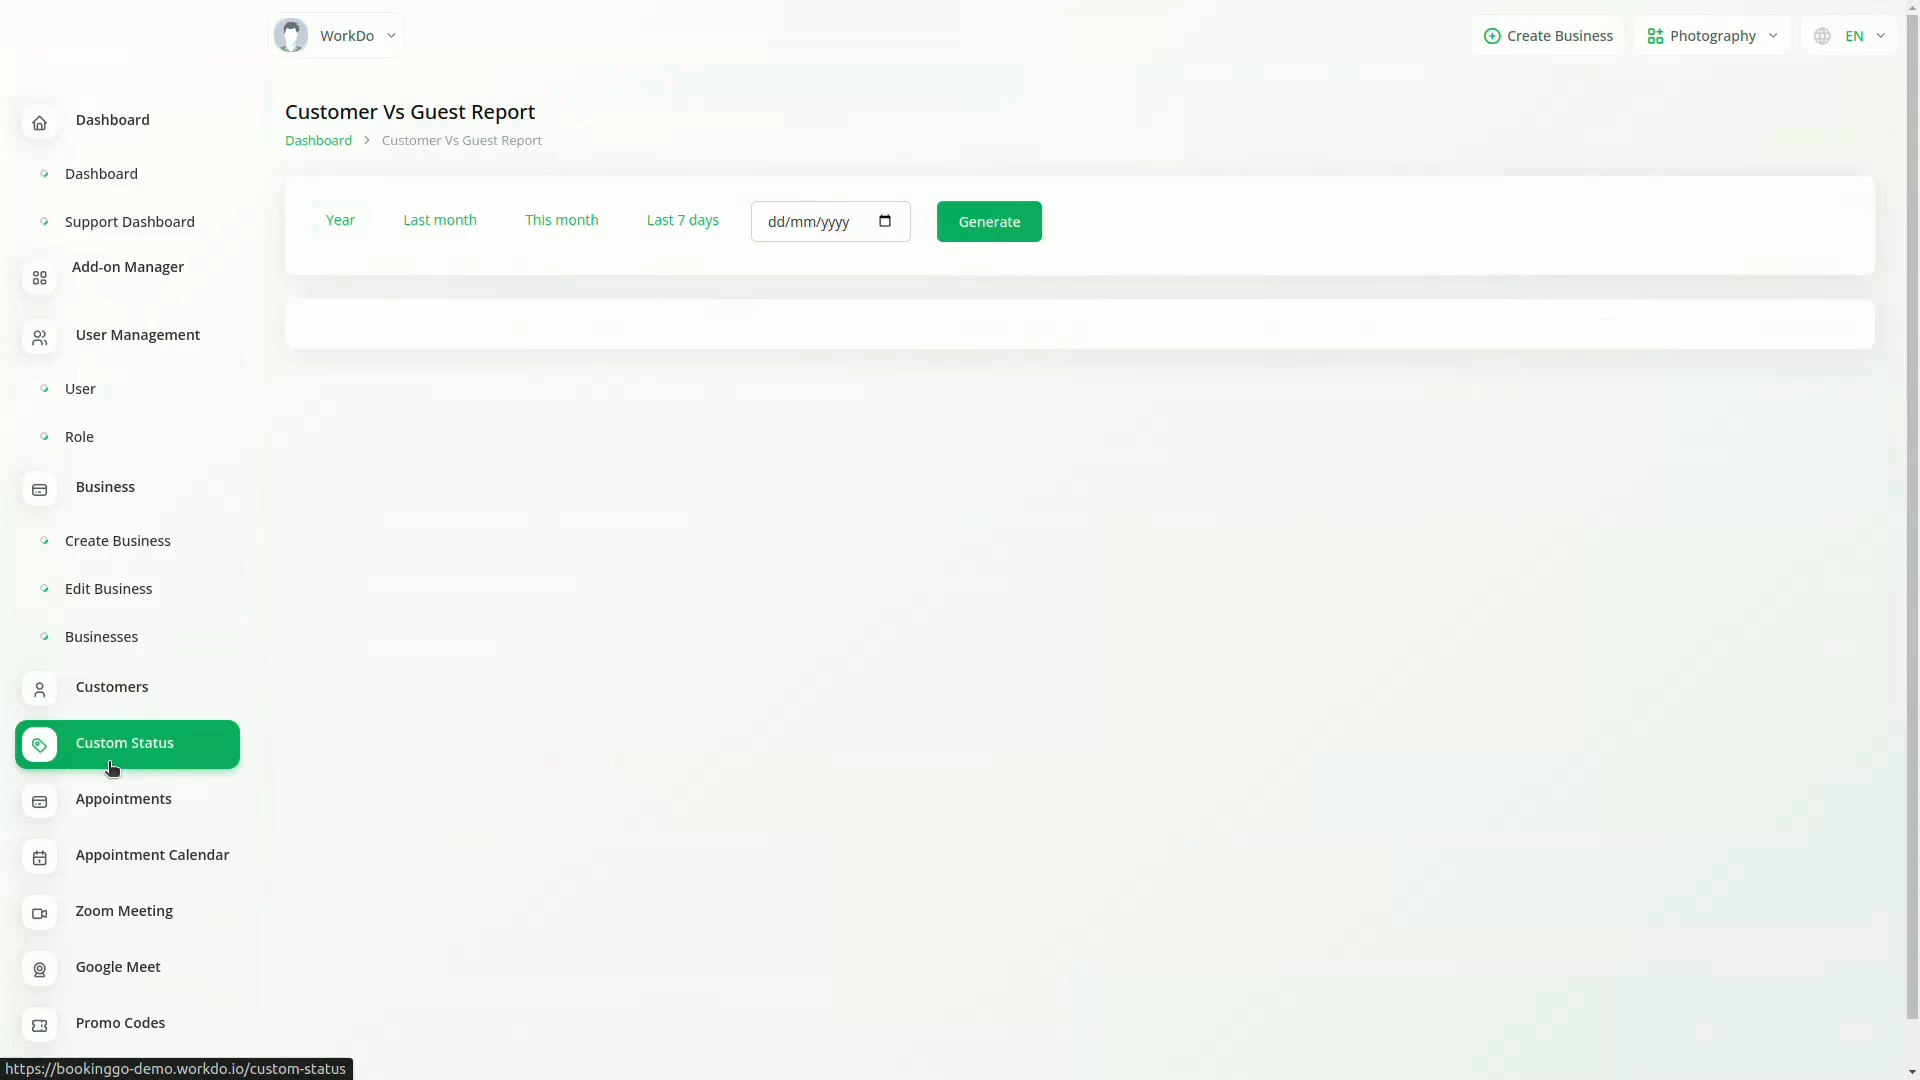 WorkDo
Create Business
Photography
EN
Dashboard
Dashboard
Support Dashboard
Add-on Manager
User Management
User
Role
Business
Create Business
Edit Business
Businesses
Customers
Custom Status
Appointments
Appointment Calendar
Zoom Meeting
Google Meet
Promo Codes
Customer Vs Guest Report
Dashboard > Customer Vs Guest Report
Year Last month This month Last 7 days dd/mm/yyyy Generate
https://bookinggo-demo.workdo.io/custom-status